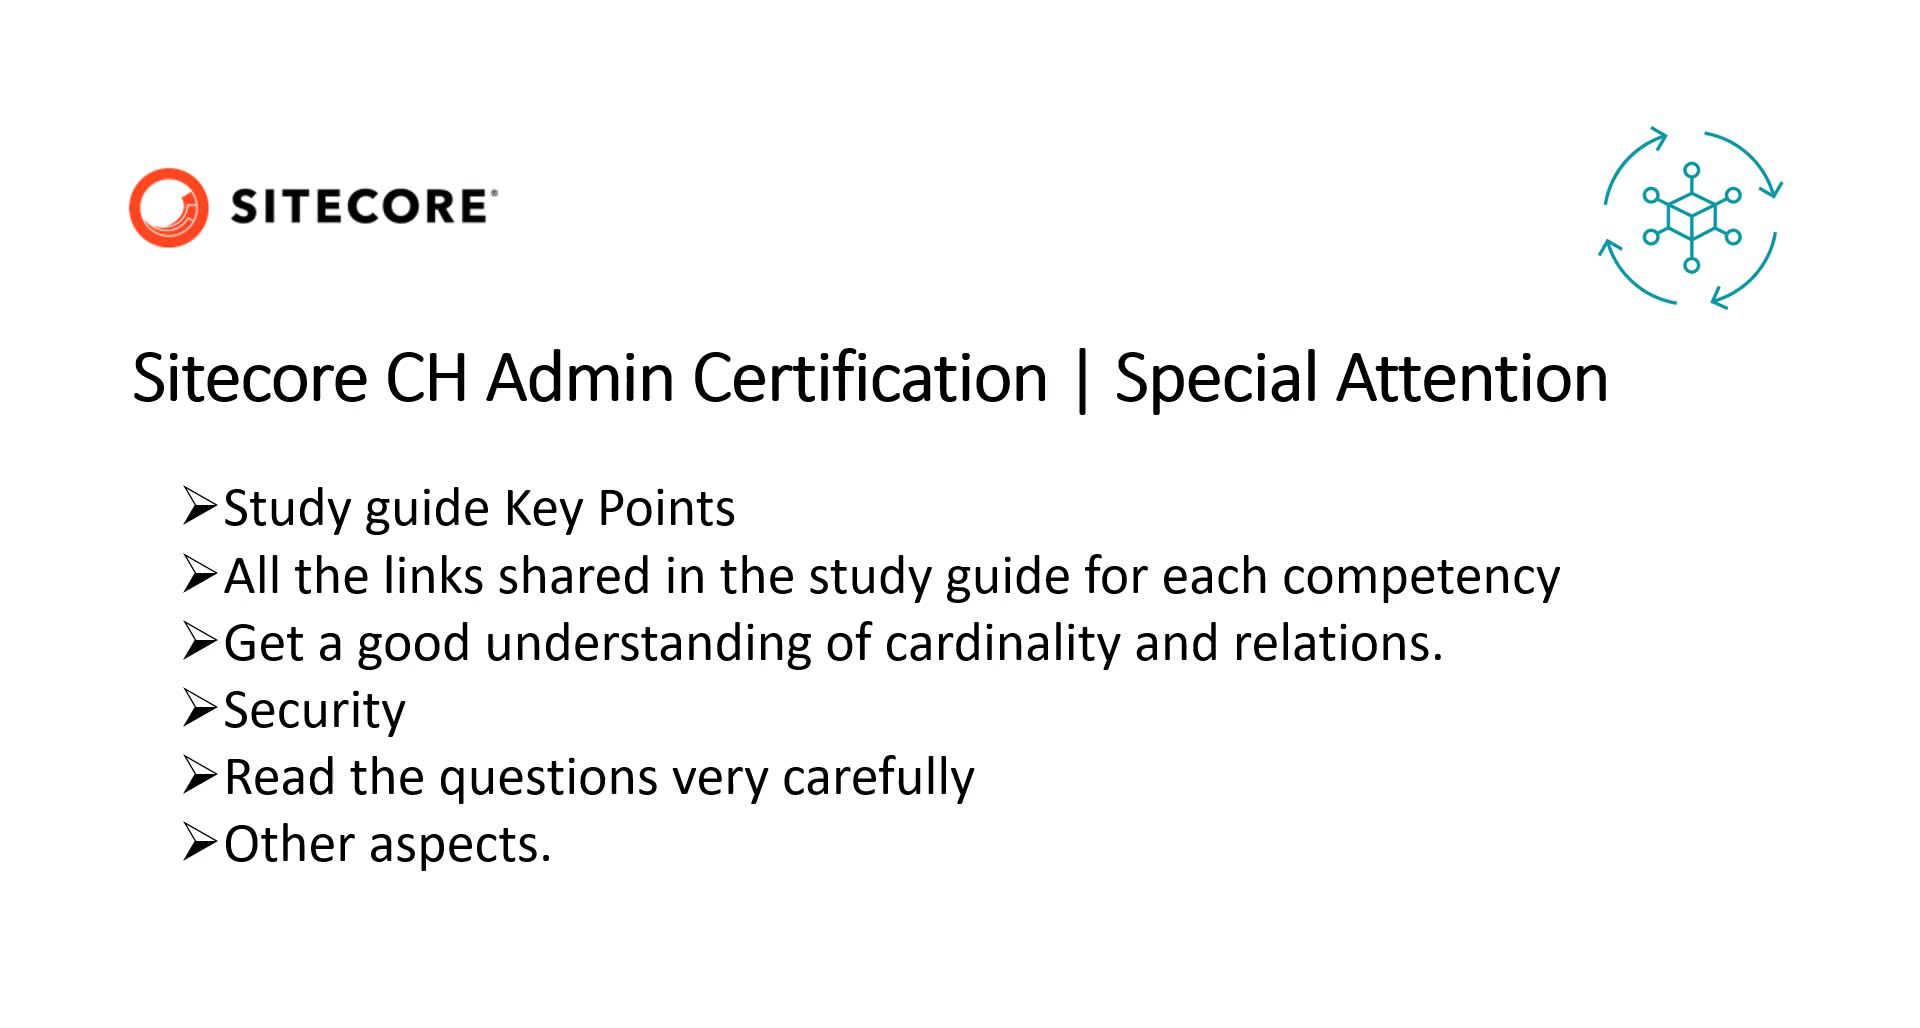 SITECORE®
Sitecore CH Admin Certification | Special Attention
➢Study guide Key Points
➢All the links shared in the study guide for each competency
➢Get a good understanding of cardinality and relations.
➢Security
➢Read the questions very carefully
➢Other aspects.